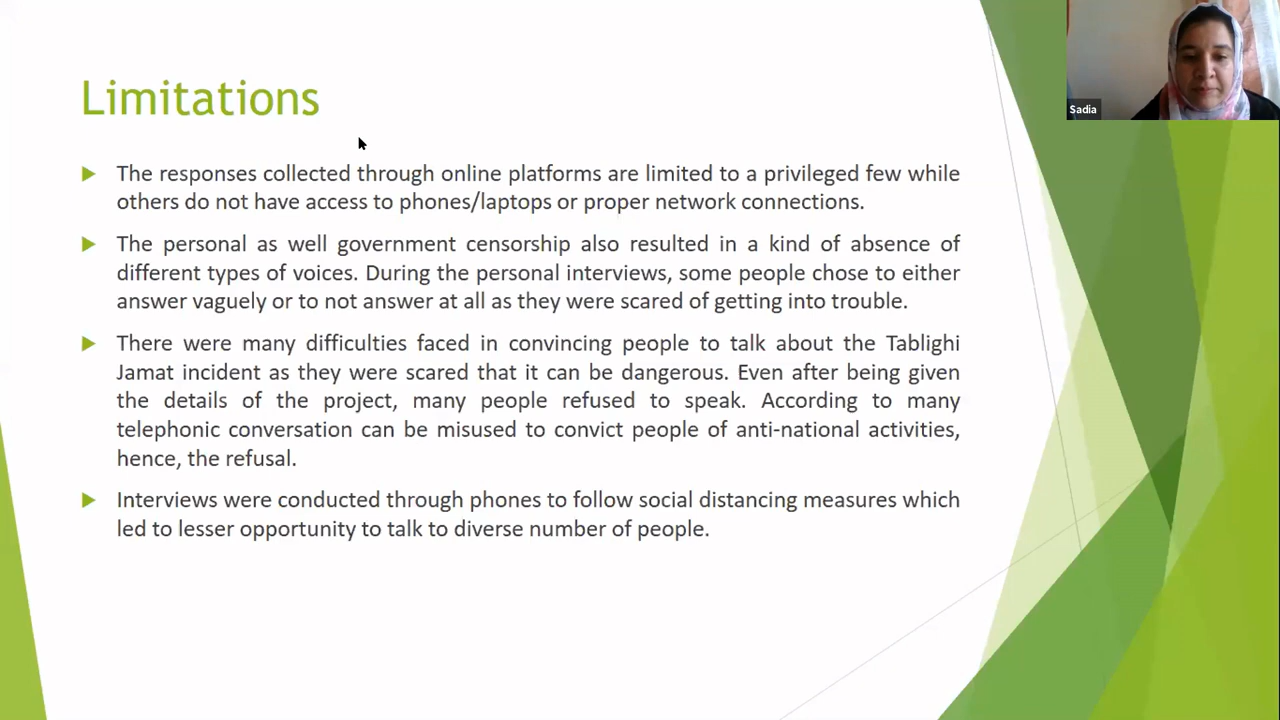 Limitations
The responses collected through online platforms are limited to a privileged few while
others do not have access to phones/laptops or proper network connections.
The personal as well government censorship also resulted in a kind of absence of
different types of voices. During the personal interviews, some people chose to either
answer vaguely or to not answer at all as they were scared of getting into trouble.
There were many difficulties faced in convincing people to talk about the Tablighi
Jamat incident as they were scared that it can be dangerous. Even after being given
the details of the project, many people refused to speak. According to many
telephonic conversation can be misused to convict people of anti-national activities,
hence, the refusal.
Interviews were conducted through phones to follow social distancing measures which
led to lesser opportunity to talk to diverse number of people.
Sadia